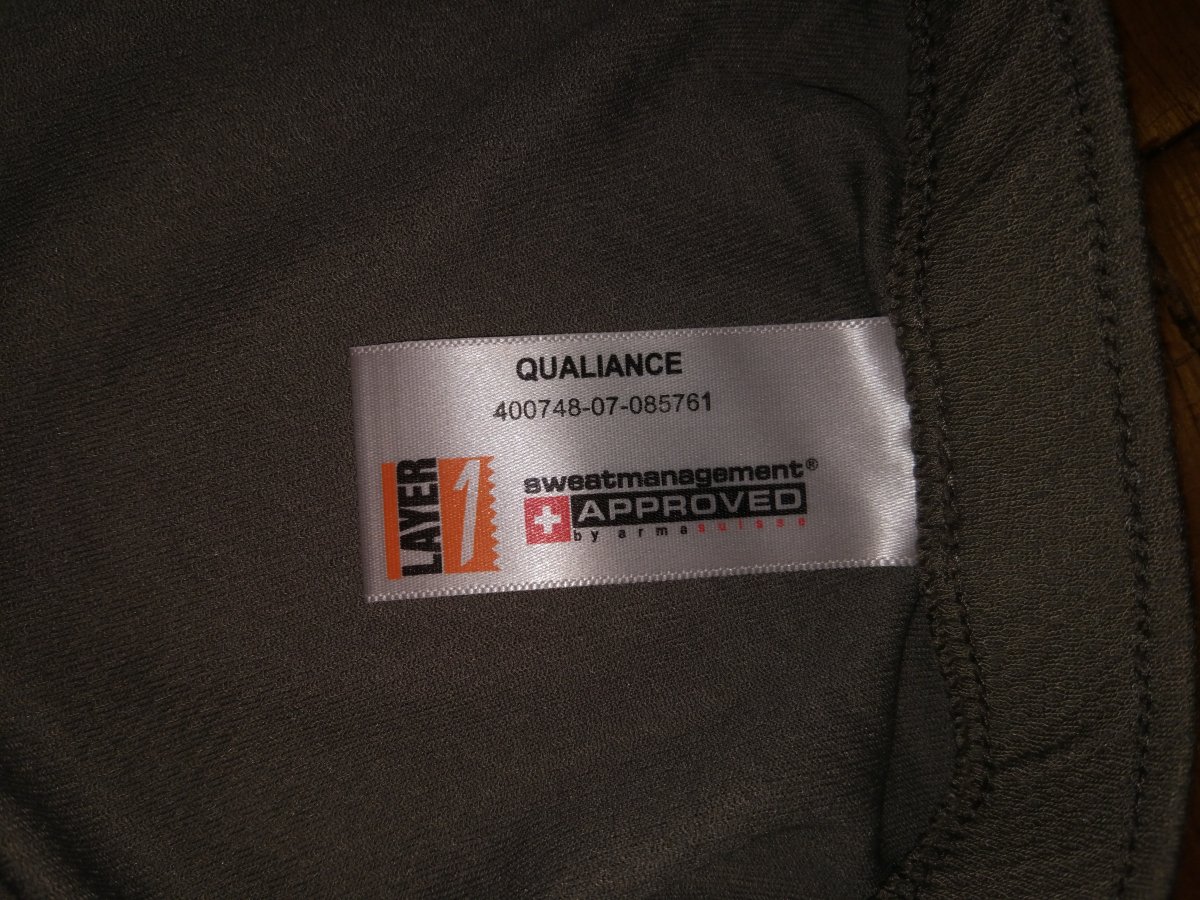 QUALIANCE
400748-07-085761
LAYER 1
sweatmanagement®
APPROVED
by armasuisse